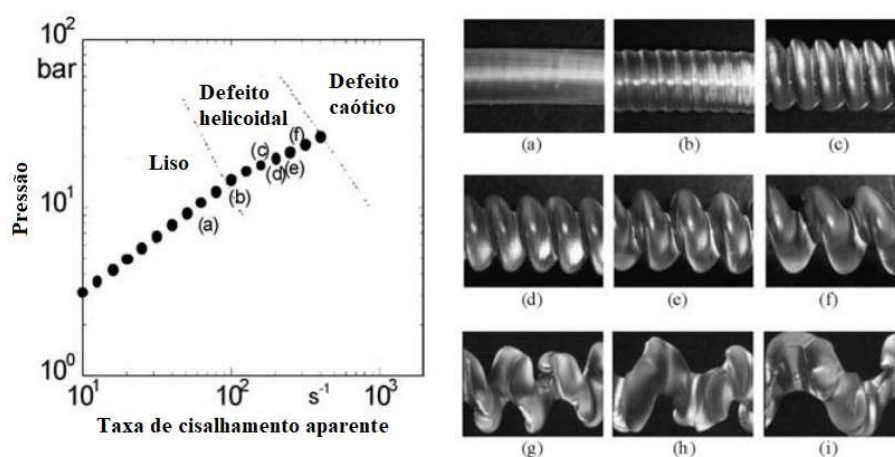 10² bar
Pressão
10¹
10⁰
Liso
Defeito
helicoidal
Defeito
caótico
(a)
(b)
(c)
(d)
(e)
(f)
10¹ 10² s⁻¹ 10³
Taxa de cisalhamento aparente
(a) (b) (c)
(d) (e) (f)
(g) (h) (i)